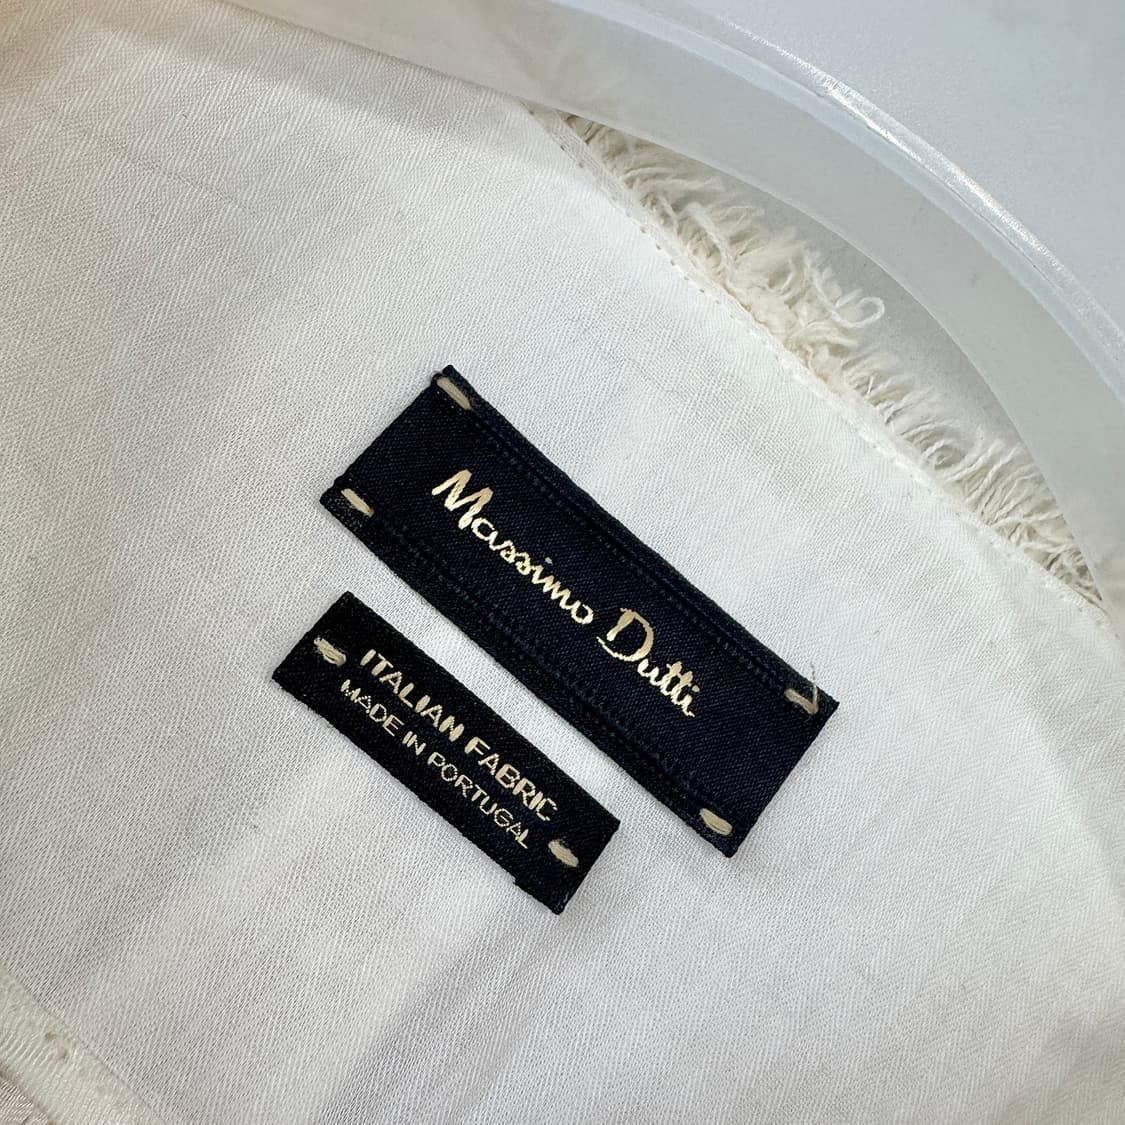 Massimo Dutti
ITALIAN FABRIC
MADE IN PORTUGAL